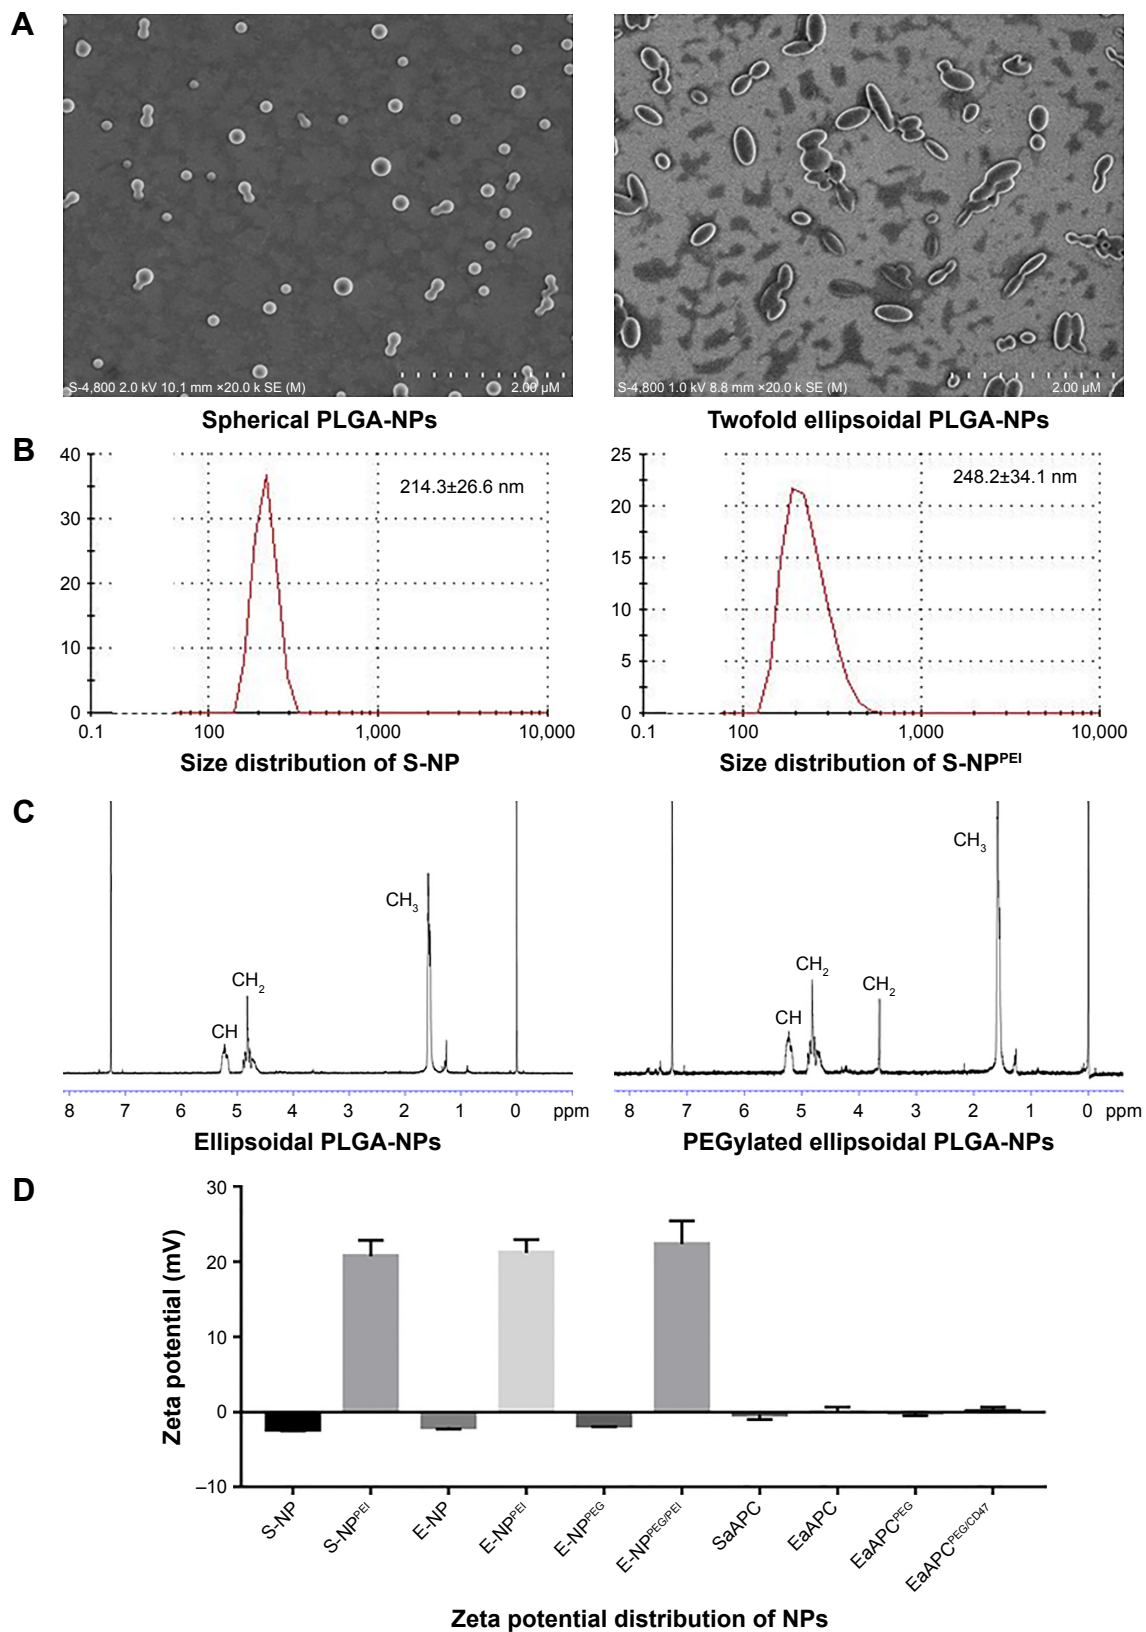 A
S-4,800 2.0 kV 10.1 mm ×20.0 k SE (M)
2.00 µM
S-4,800 1.0 kV 8.8 mm ×20.0 k SE (M)
2.00 µM
Spherical PLGA-NPs
Twofold ellipsoidal PLGA-NPs
B
40
30
20
10
0
214.3±26.6 nm
0.1
100
1,000
10,000
Size distribution of S-NP
25
20
15
10
5
0
248.2±34.1 nm
0.1
100
1,000
10,000
Size distribution of S-NPᴾᴱᴵ
C
CH₃
CH₂
CH
8 7 6 5 4 3 2 1 0 ppm
Ellipsoidal PLGA-NPs
CH₃
CH₂
CH₂
CH
8 7 6 5 4 3 2 1 0 ppm
PEGylated ellipsoidal PLGA-NPs
D
Zeta potential (mV)
30
20
10
0
–10
S-NP
S-NPᴾᴱᴵ
E-NP
E-NPᴾᴱᴵ
E-NPᴾᴱᴳ
E-NPᴾᴱᴳ/ᴾᴱᴵ
SaAPC
EaAPC
EaAPCᴾᴱᴳ
EaAPC^PEG/CD47
Zeta potential distribution of NPs